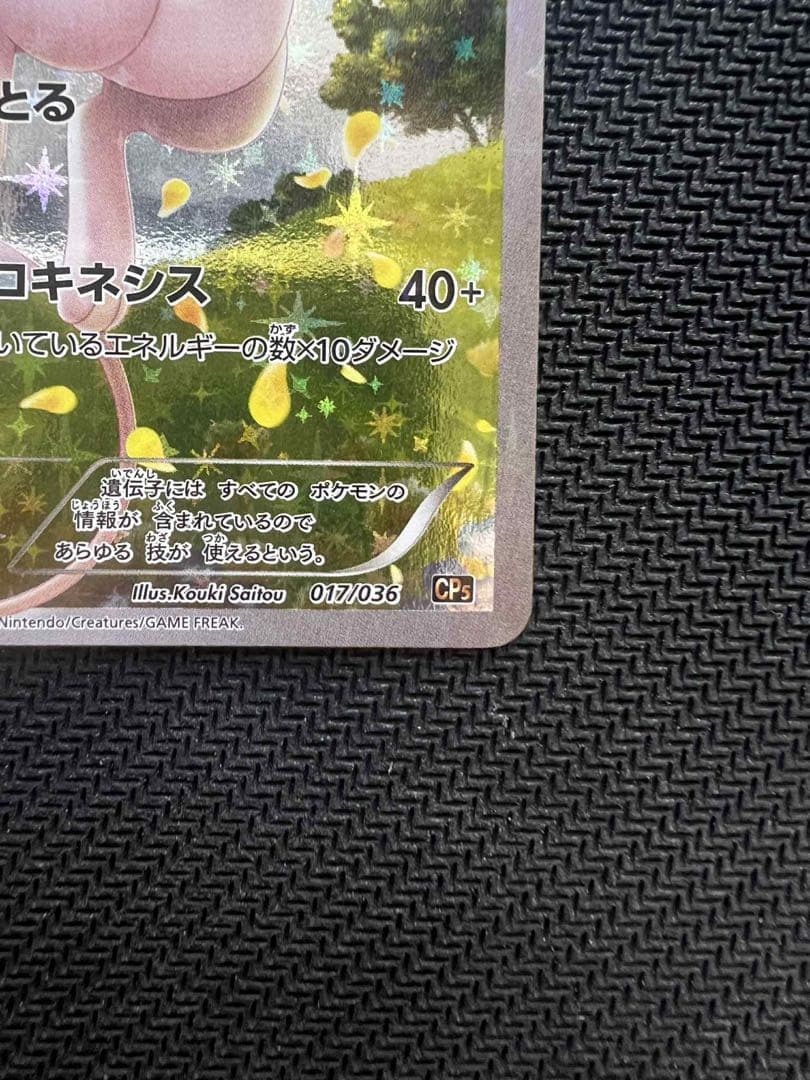 とる
コキネシス 40+
いているエネルギーの数×10ダメージ
かず
遺伝子には すべての ポケモンの
いでんし
情報が 含まれているので
じょうほう ふく
あらゆる 技が 使えるという。
わざ つか
Illus.Kouki Saitou 017/036 CP5
Nintendo/Creatures/GAME FREAK.